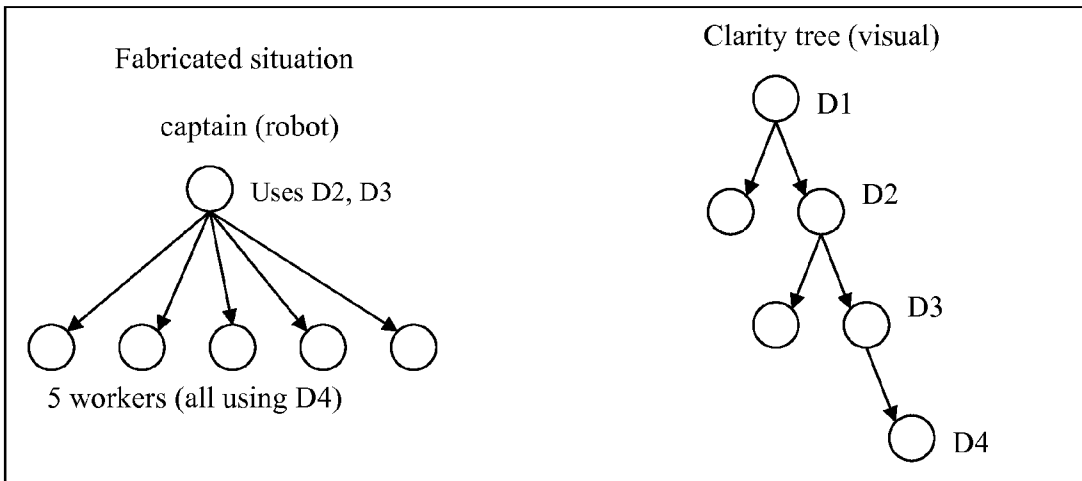 Fabricated situation
captain (robot)
Uses D2, D3
5 workers (all using D4)
Clarity tree (visual)
D1
D2
D3
D4